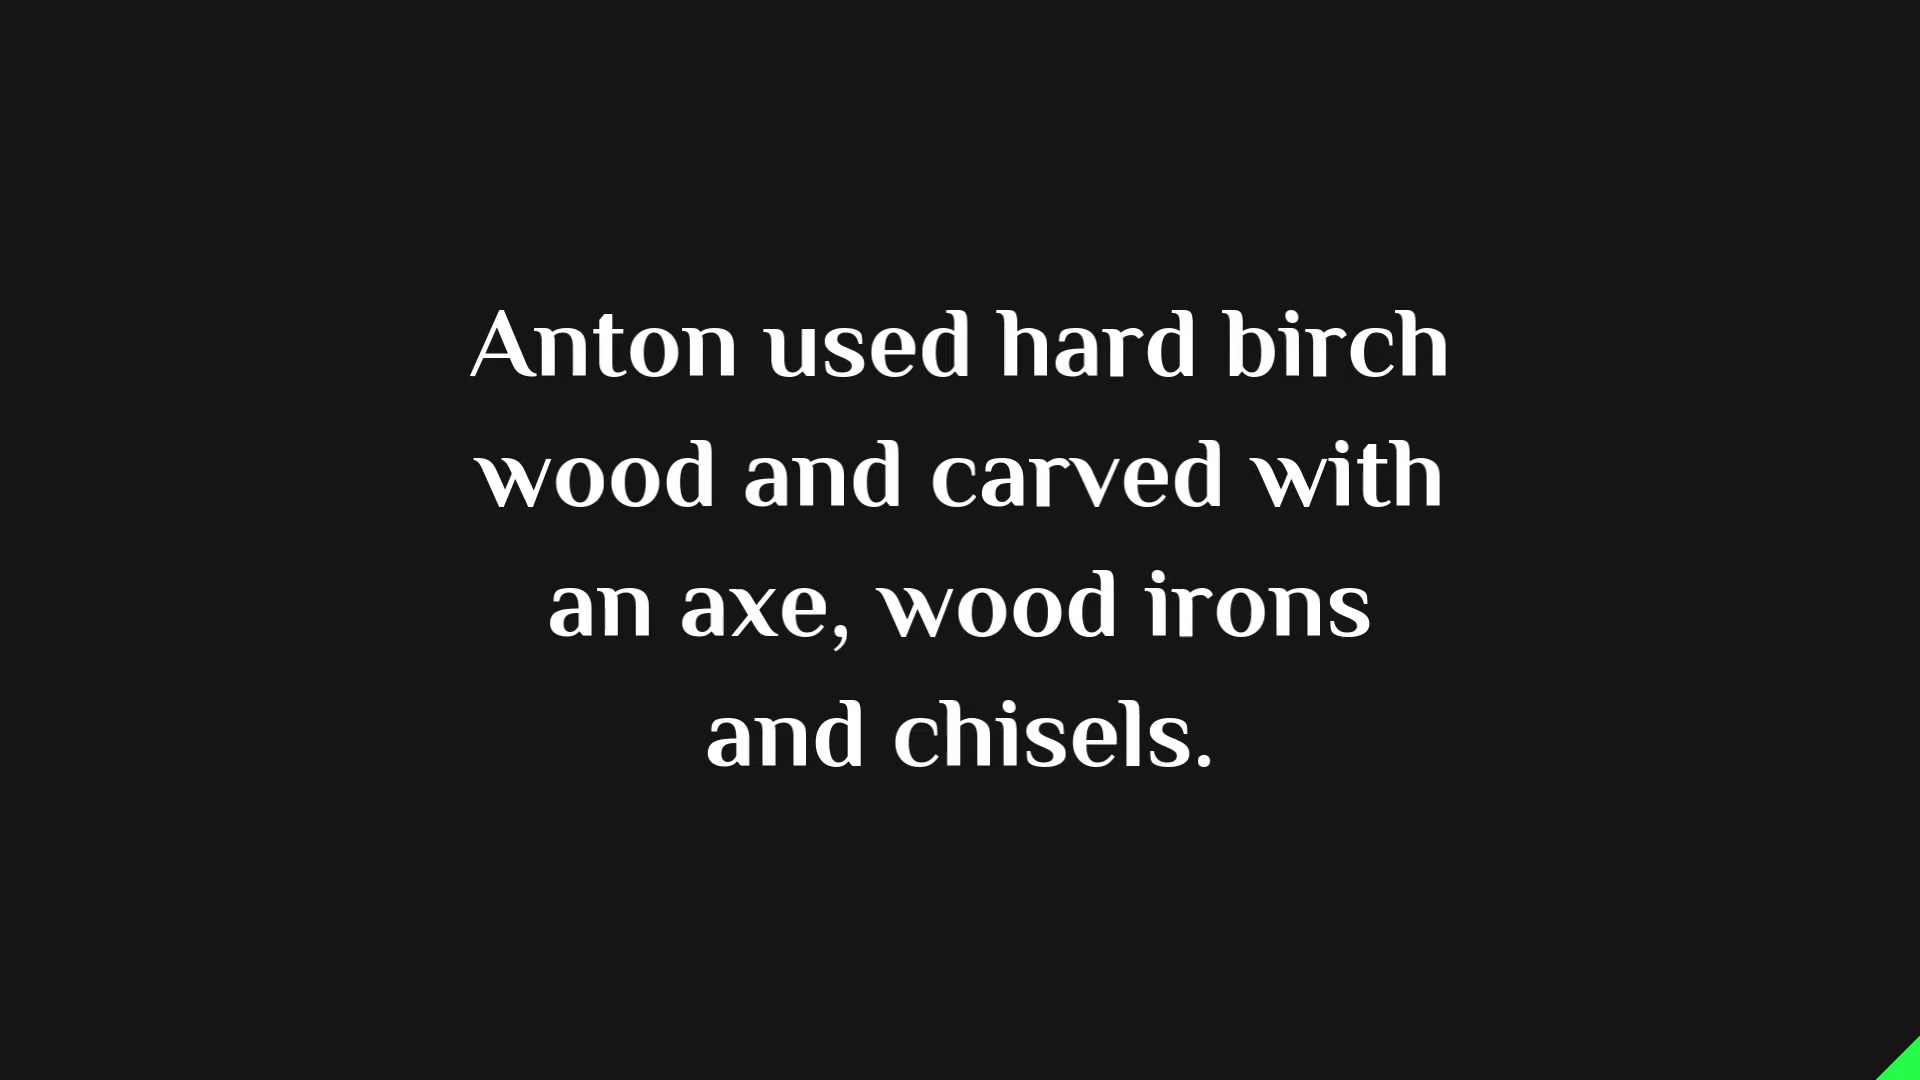 Anton used hard birch
wood and carved with
an axe, wood irons
and chisels.